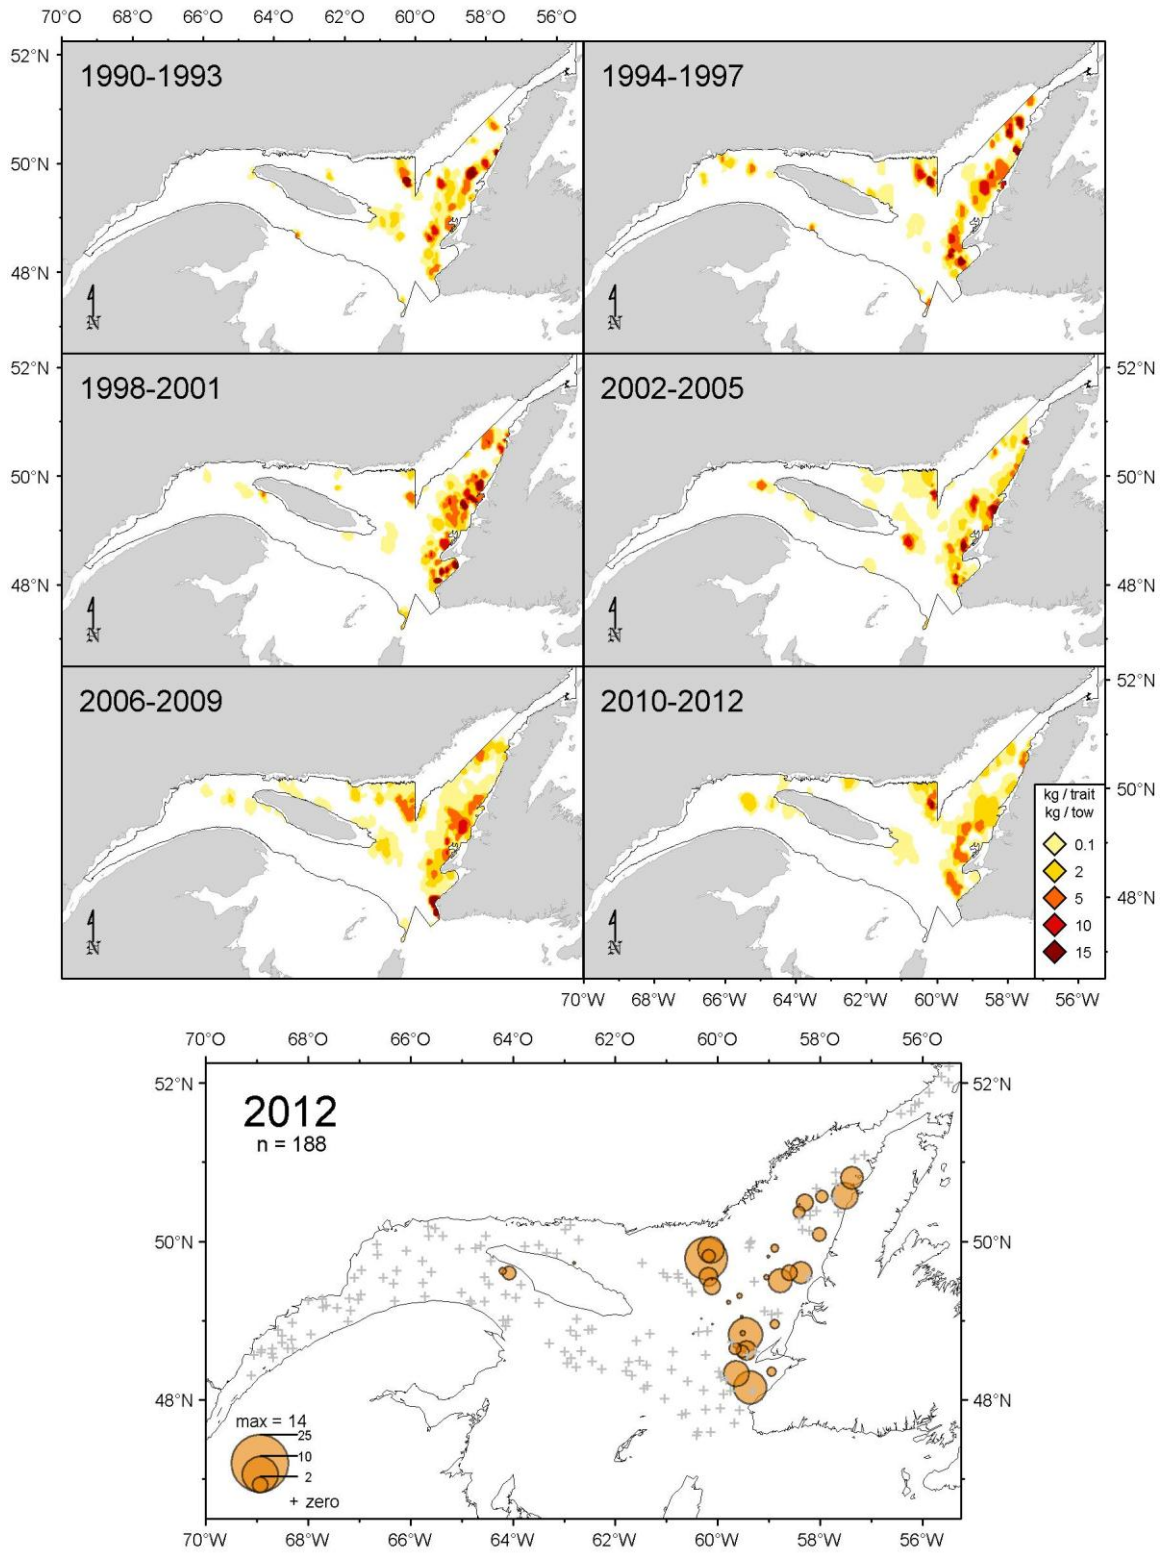 70°O 68°O 66°O 64°O 62°O 60°O 58°O 56°O
52°N
1990-1993 1994-1997
50°N
48°N
N N
52°N 52°N
1998-2001 2002-2005
50°N 50°N
48°N 48°N
N N
52°N
2006-2009 2010-2012
kg / trait
kg / tow
50°N
0.1
2
5
48°N
10
15
N N
70°W 68°W 66°W 64°W 62°W 60°W 58°W 56°W
70°O 68°O 66°O 64°O 62°O 60°O 58°O 56°O
52°N 52°N
2012
n = 188
50°N 50°N
48°N 48°N
max = 14
25
10
2
+ zero
70°W 68°W 66°W 64°W 62°W 60°W 58°W 56°W